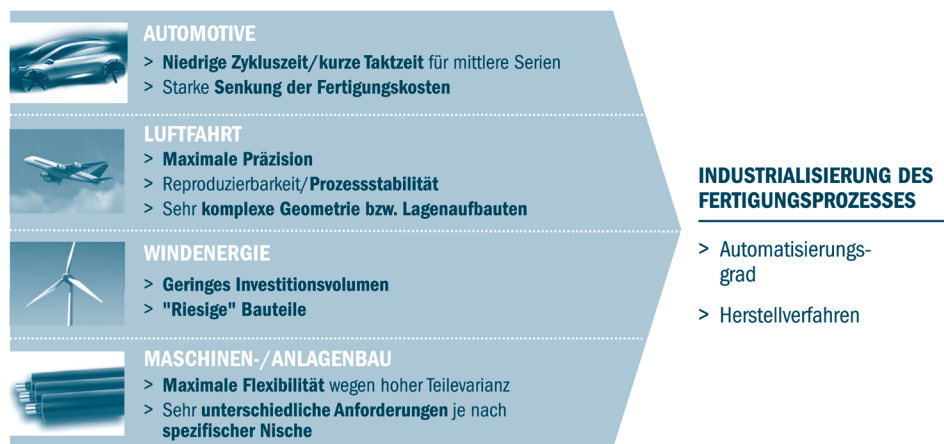 AUTOMOTIVE
> Niedrige Zykluszeit/kurze Taktzeit für mittlere Serien
> Starke Senkung der Fertigungskosten
LUFTFAHRT
> Maximale Präzision
> Reproduzierbarkeit/Prozessstabilität
> Sehr komplexe Geometrie bzw. Lagenaufbauten
WINDENERGIE
> Geringes Investitionsvolumen
> "Riesige" Bauteile
MASCHINEN-/ANLAGENBAU
> Maximale Flexibilität wegen hoher Teilevarianz
> Sehr unterschiedliche Anforderungen je nach
spezifischer Nische
INDUSTRIALISIERUNG DES
FERTIGUNGSPROZESSES
> Automatisierungs-
grad
> Herstellverfahren